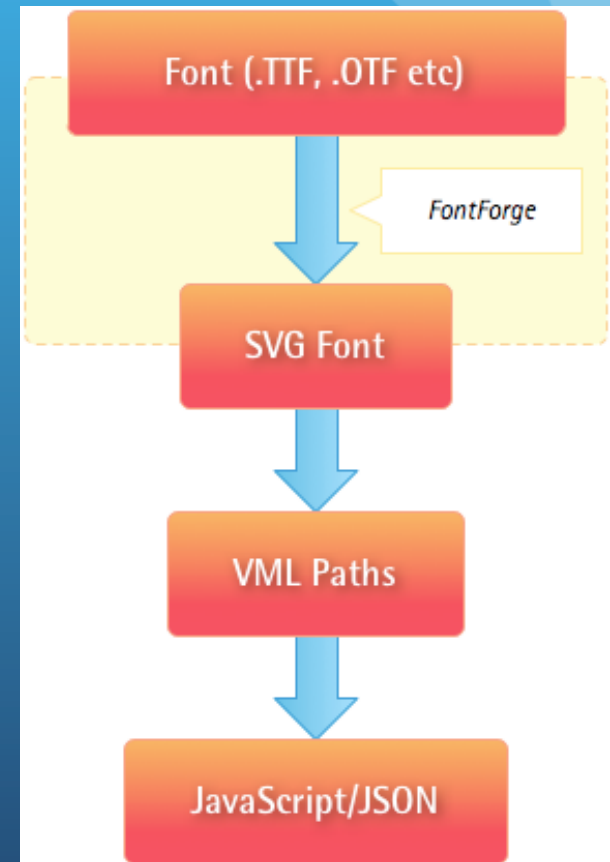 Font (.TTF, .OTF etc)
FontForge
SVG Font
VML Paths
JavaScript/JSON